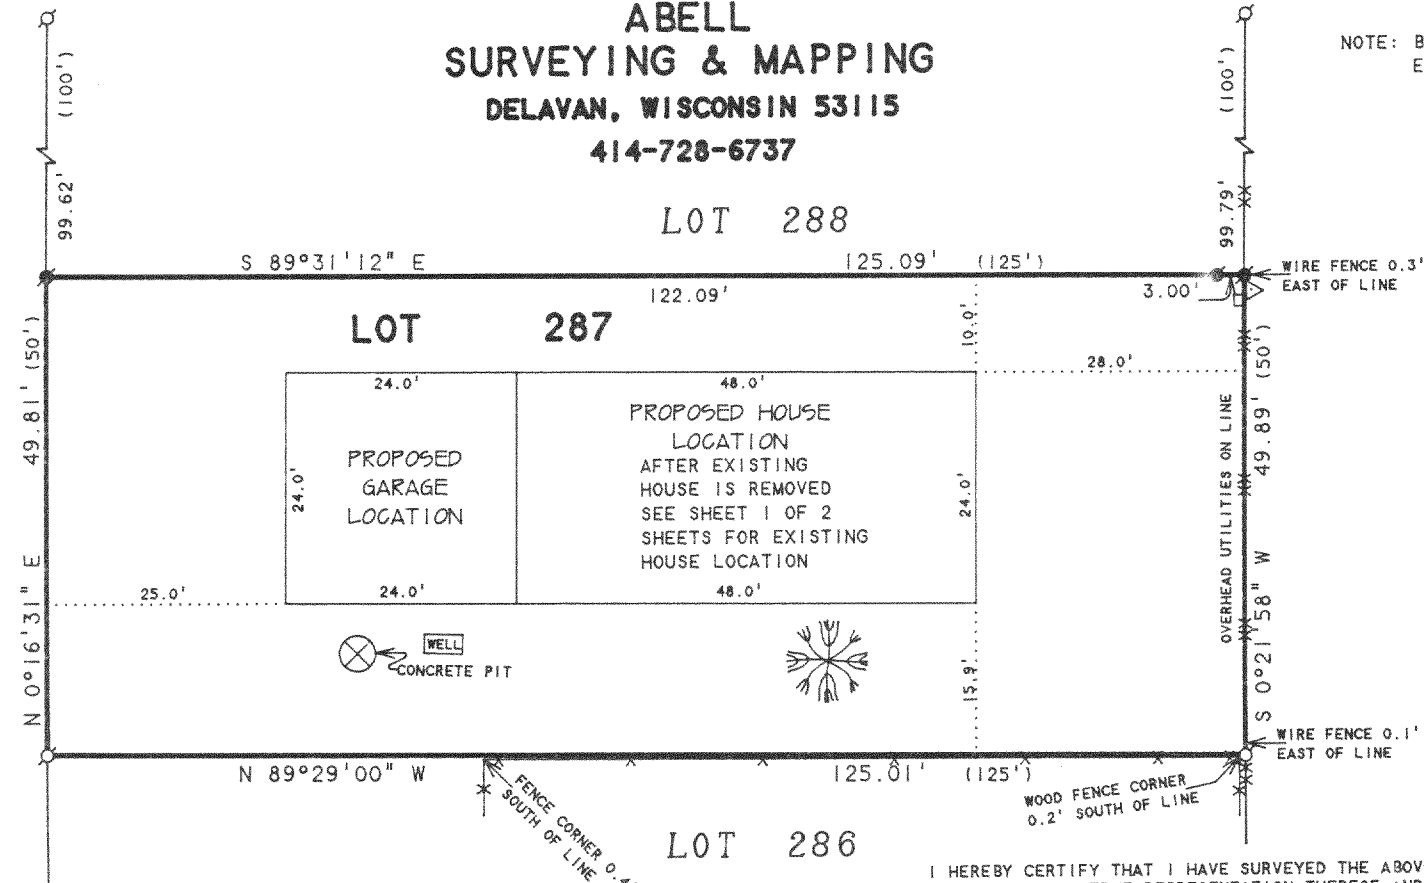 ABELL
SURVEYING & MAPPING
DELAVAN, WISCONSIN 53115
414-728-6737
NOTE: B
E
(100')
99.62'
(100')
99.79'
LOT 288
S 89°31'12" E
125.09' (125')
WIRE FENCE 0.3'
EAST OF LINE
122.09'
3.00'
LOT 287
10.0'
28.0'
49.81' (50')
N 0°16'31" E
24.0'
48.0'
PROPOSED
GARAGE
LOCATION
24.0'
PROPOSED HOUSE
LOCATION
AFTER EXISTING
HOUSE IS REMOVED
SEE SHEET 1 OF 2
SHEETS FOR EXISTING
HOUSE LOCATION
24.0'
OVERHEAD UTILITIES ON LINE
49.89' (50')
S 0°21'58" W
25.0'
24.0'
48.0'
WELL
CONCRETE PIT
15.9'
WIRE FENCE 0.1'
EAST OF LINE
N 89°29'00" W
125.01' (125')
FENCE CORNER 0.4
SOUTH OF LINE
WOOD FENCE CORNER
0.2' SOUTH OF LINE
LOT 286
I HEREBY CERTIFY THAT I HAVE SURVEYED THE ABOV